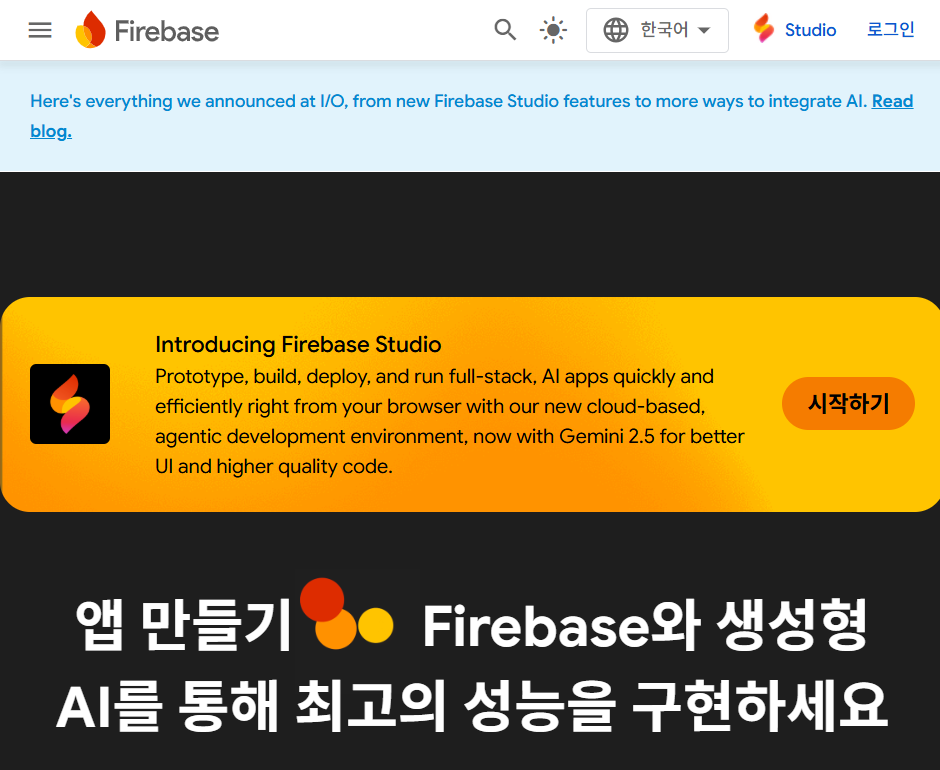 Firebase
한국어
Studio
로그인
Here's everything we announced at I/O, from new Firebase Studio features to more ways to integrate AI. Read
blog.
Introducing Firebase Studio
Prototype, build, deploy, and run full-stack, AI apps quickly and
efficiently right from your browser with our new cloud-based,
agentic development environment, now with Gemini 2.5 for better
UI and higher quality code.
시작하기
앱 만들기 Firebase와 생성형
AI를 통해 최고의 성능을 구현하세요